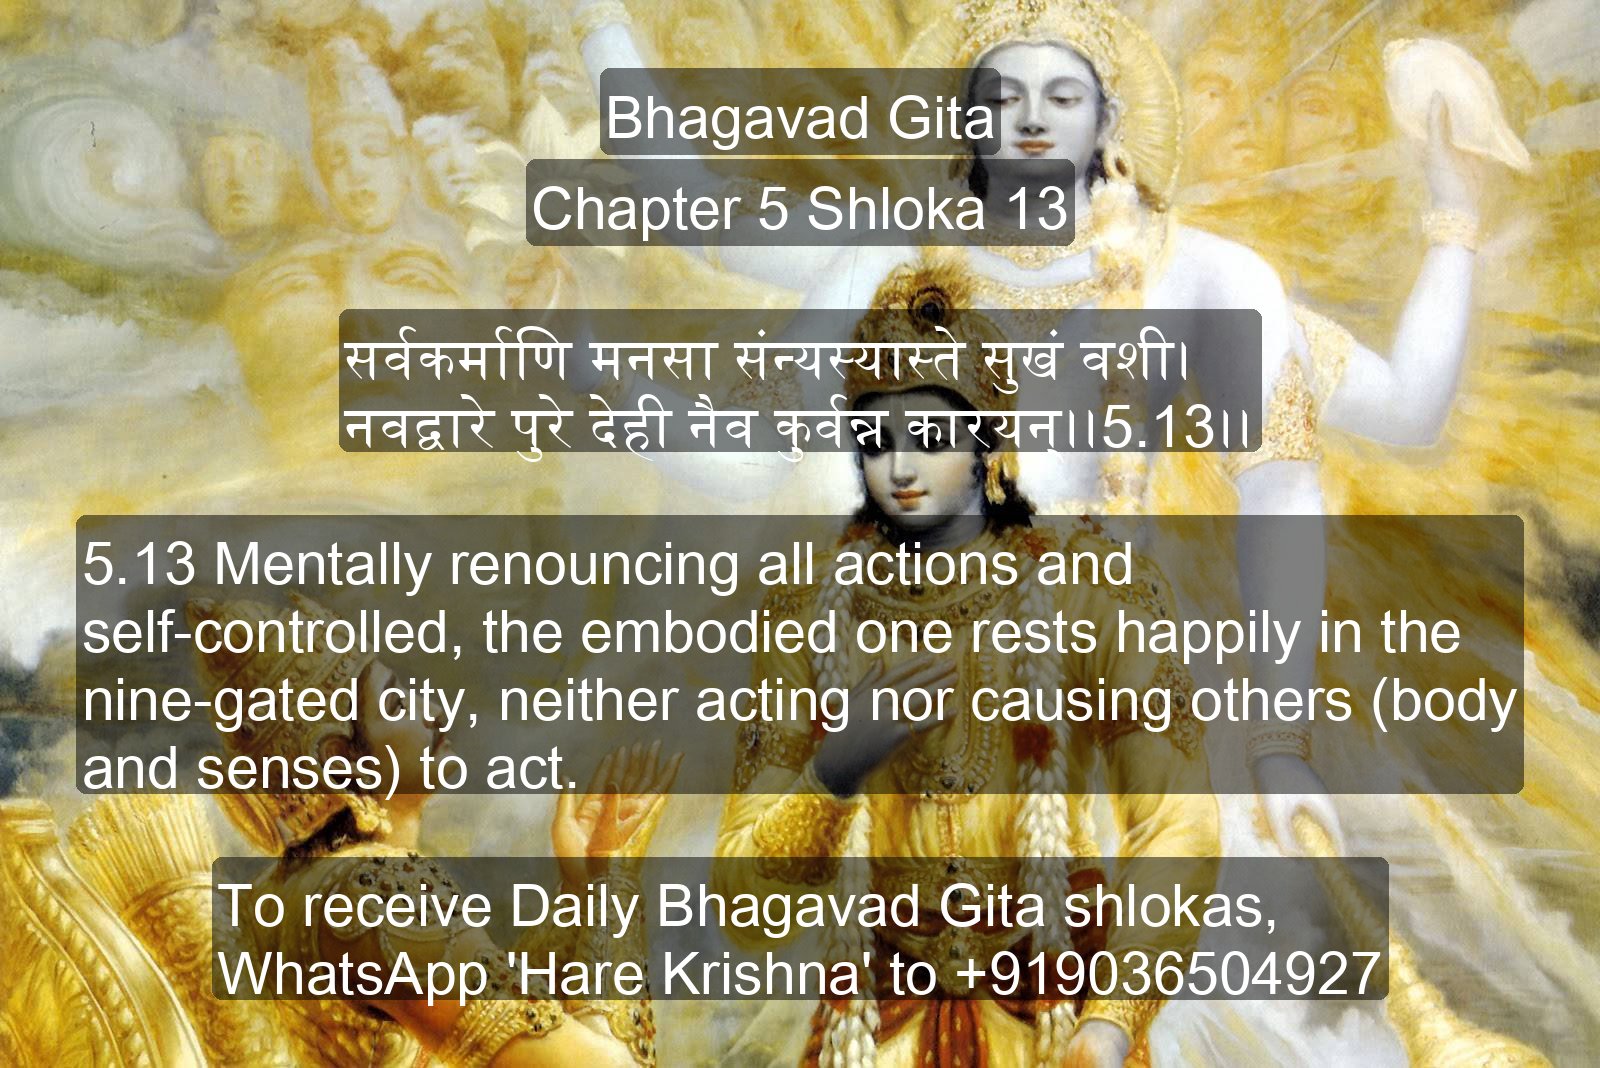 Bhagavad Gita
Chapter 5 Shloka 13
सर्वकर्माणि मनसा संन्यस्यास्ते सुखं वशी।
नवद्वारे पुरे देही नैव कुर्वन्न कारयन्।।5.13।।
5.13 Mentally renouncing all actions and
self-controlled, the embodied one rests happily in the
nine-gated city, neither acting nor causing others (body
and senses) to act.
To receive Daily Bhagavad Gita shlokas,
WhatsApp 'Hare Krishna' to +919036504927